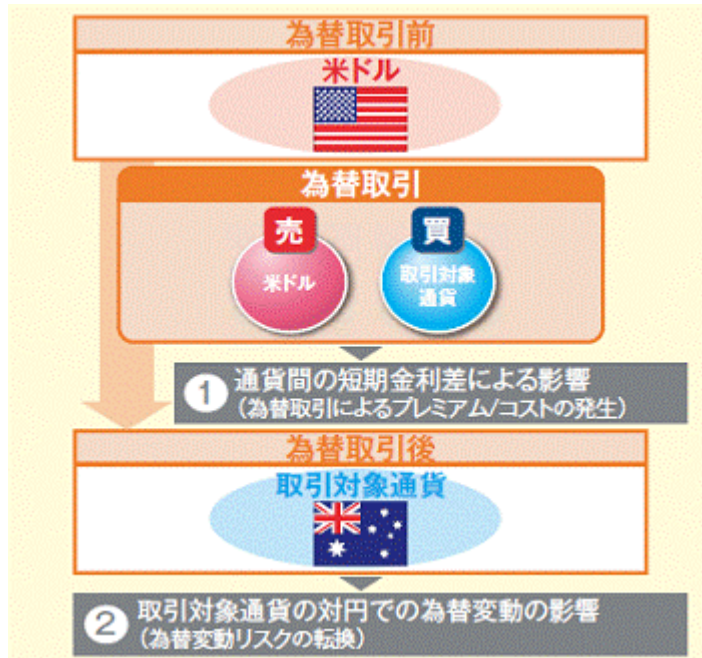 為替取引前
米ドル
為替取引
売
買
米ドル
取引対象
通貨
1 通貨間の短期金利差による影響
(為替取引によるプレミアム/コストの発生)
為替取引後
取引対象通貨
2 取引対象通貨の対円での為替変動の影響
(為替変動リスクの転換)